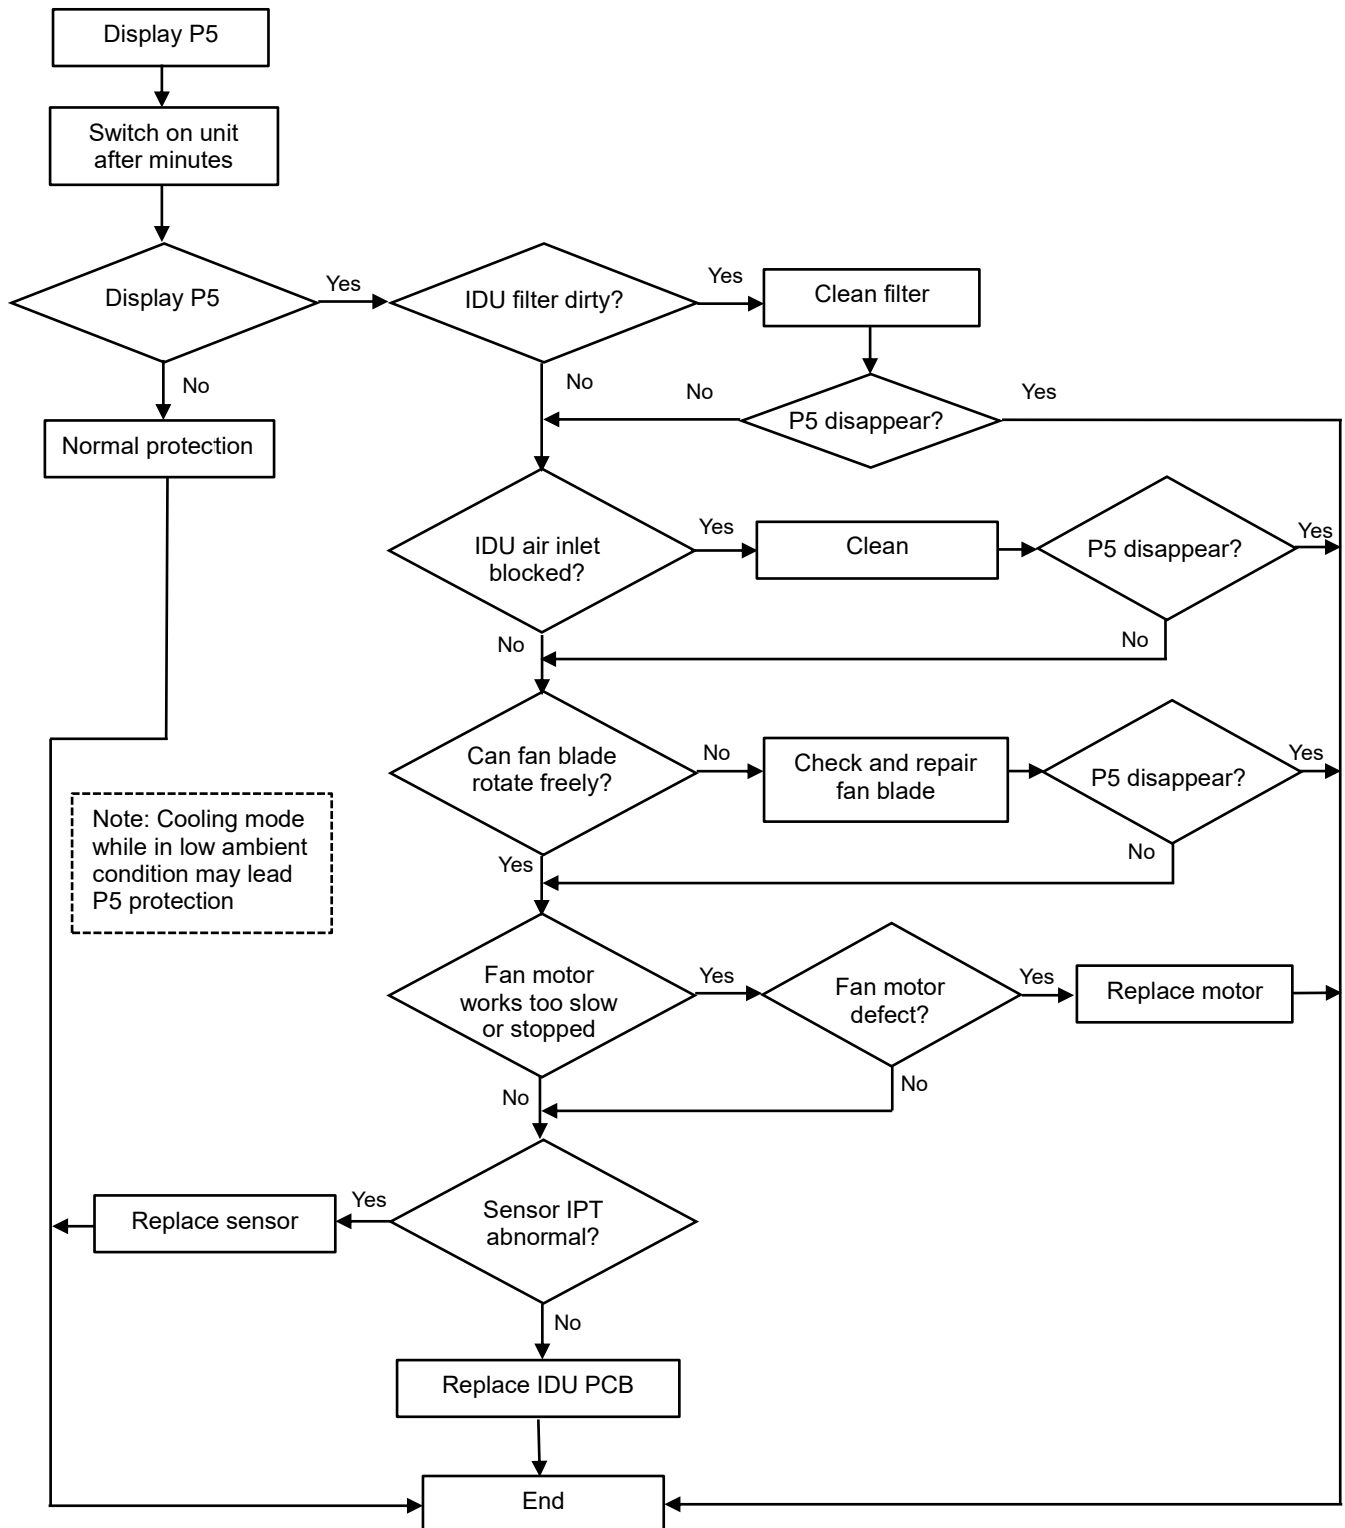 Display P5
Switch on unit
after minutes
Display P5
Yes
IDU filter dirty?
Yes
Clean filter
No
No
No
P5 disappear?
Yes
Normal protection
IDU air inlet
blocked?
Yes
Clean
P5 disappear?
Yes
No
No
Can fan blade
rotate freely?
No
Check and repair
fan blade
P5 disappear?
Yes
Note: Cooling mode
while in low ambient
condition may lead
P5 protection
Yes
No
Fan motor
works too slow
or stopped
Yes
Fan motor
defect?
Yes
Replace motor
No
No
Sensor IPT
abnormal?
Yes
Replace sensor
No
Replace IDU PCB
End